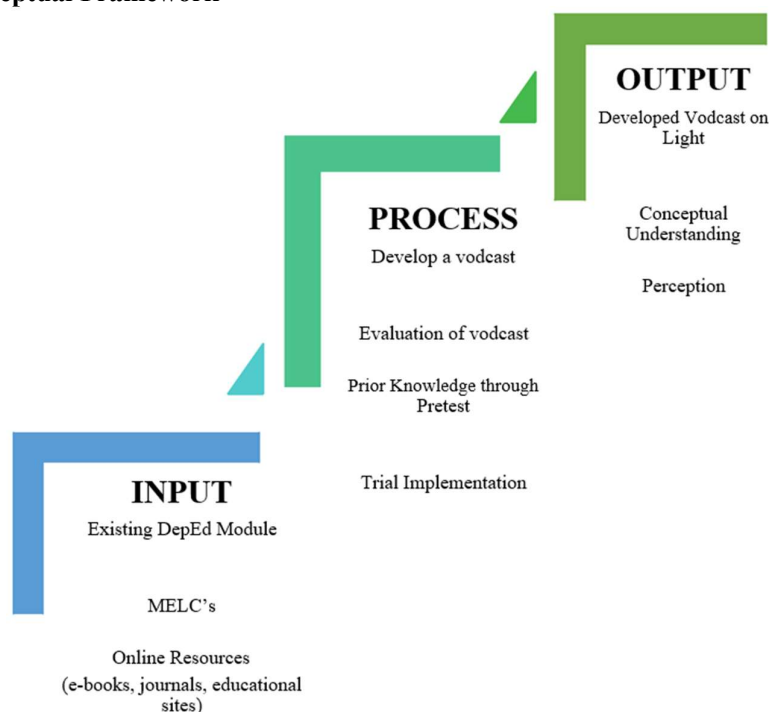 OUTPUT
Developed Vodcast on
Light
Conceptual
Understanding
Perception
PROCESS
Develop a vodcast
Evaluation of vodcast
Prior Knowledge through
Pretest
Trial Implementation
INPUT
Existing DepEd Module
MELC's
Online Resources
(e-books, journals, educational
sites)